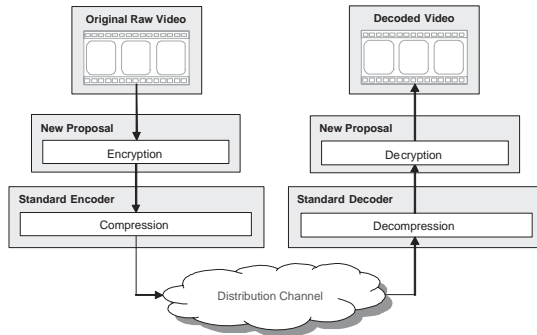 Original Raw Video
New Proposal
Encryption
Standard Encoder
Compression
Distribution Channel
Decoded Video
New Proposal
Decryption
Standard Decoder
Decompression